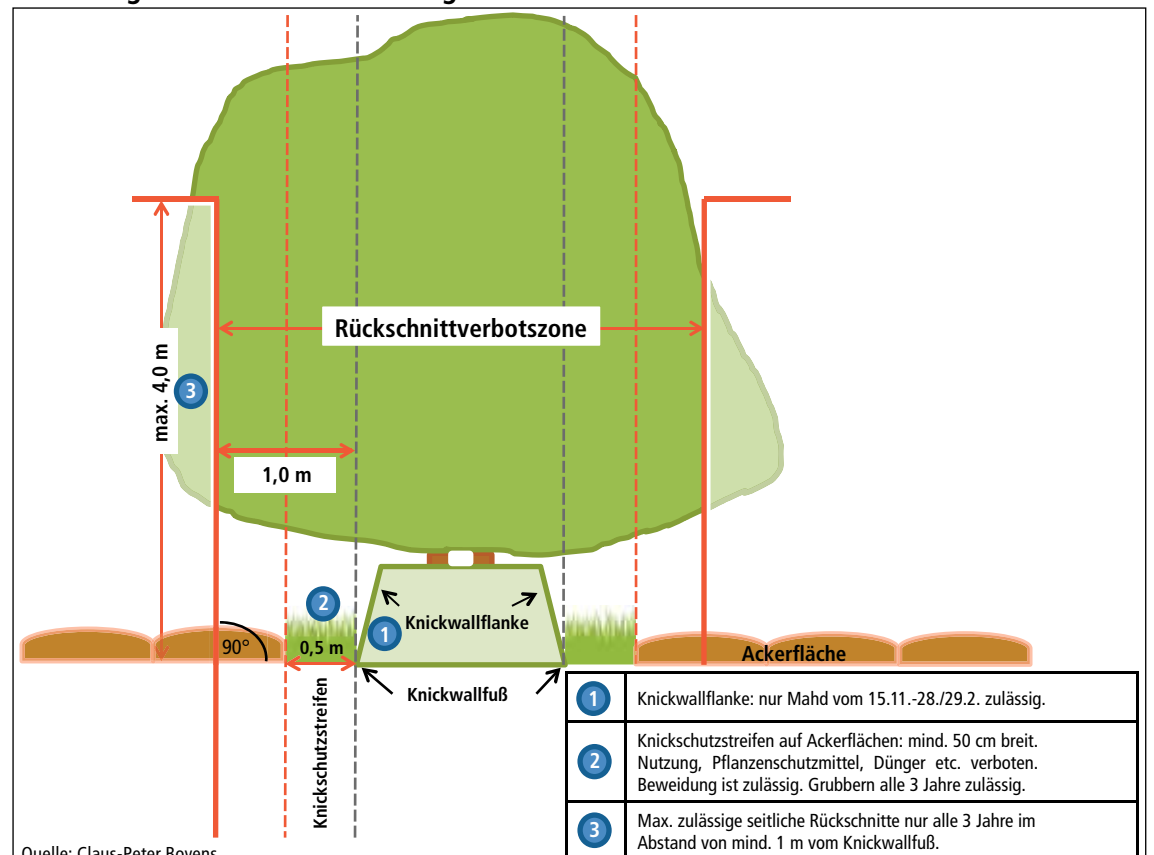 Rückschnittverbotszone
max. 4,0 m
3
1,0 m
2
1
Knickwallflanke
90°
0,5 m
Ackerfläche
Knickwallfuß
Knickschutzstreifen
1
Knickwallflanke: nur Mahd vom 15.11.-28./29.2. zulässig.
2
Knickschutzstreifen auf Ackerflächen: mind. 50 cm breit.
Nutzung, Pflanzenschutzmittel, Dünger etc. verboten.
Beweidung ist zulässig. Grubbern alle 3 Jahre zulässig.
3
Max. zulässige seitliche Rückschnitte nur alle 3 Jahre im
Abstand von mind. 1 m vom Knickwallfuß.
Quelle: Claus-Peter Boyens